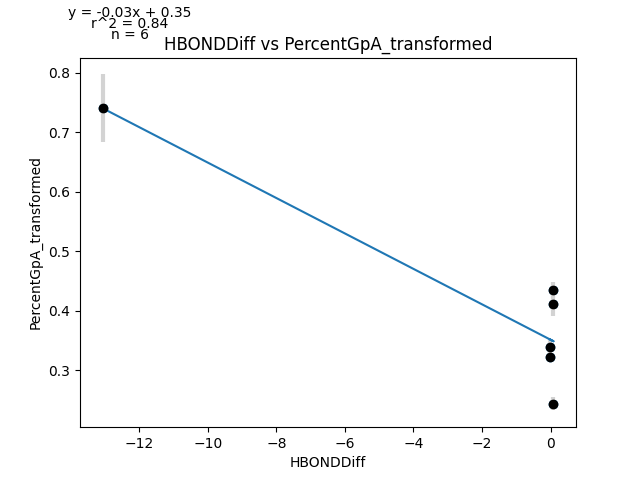 y = -0.03x + 0.35
r^2 = 0.84
n = 6
HBONDDiff vs PercentGpA_transformed
PercentGpA_transformed
0.8
0.7
0.6
0.5
0.4
0.3
−12
−10
−8
−6
−4
−2
0
HBONDDiff